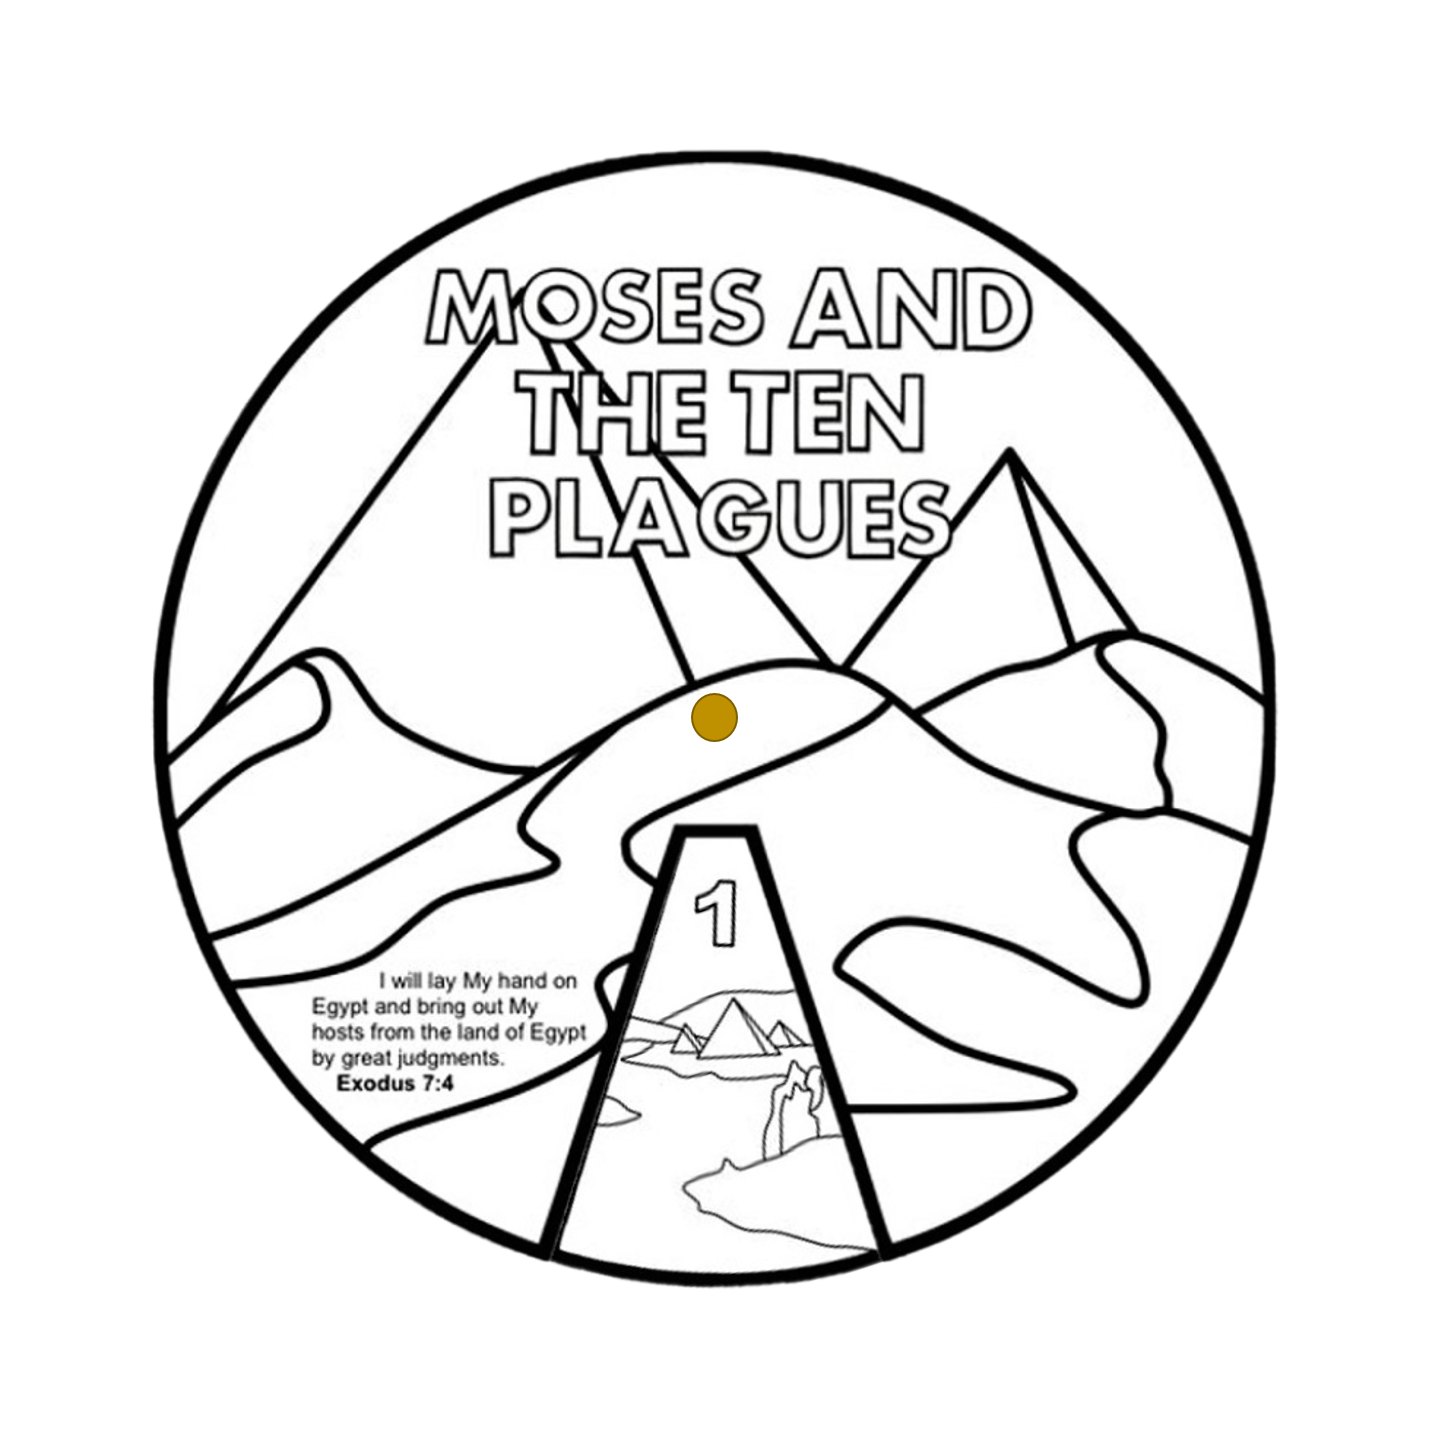 MOSES AND
THE TEN
PLAGUES
1
I will lay My hand on
Egypt and bring out My
hosts from the land of Egypt
by great judgments.
Exodus 7:4